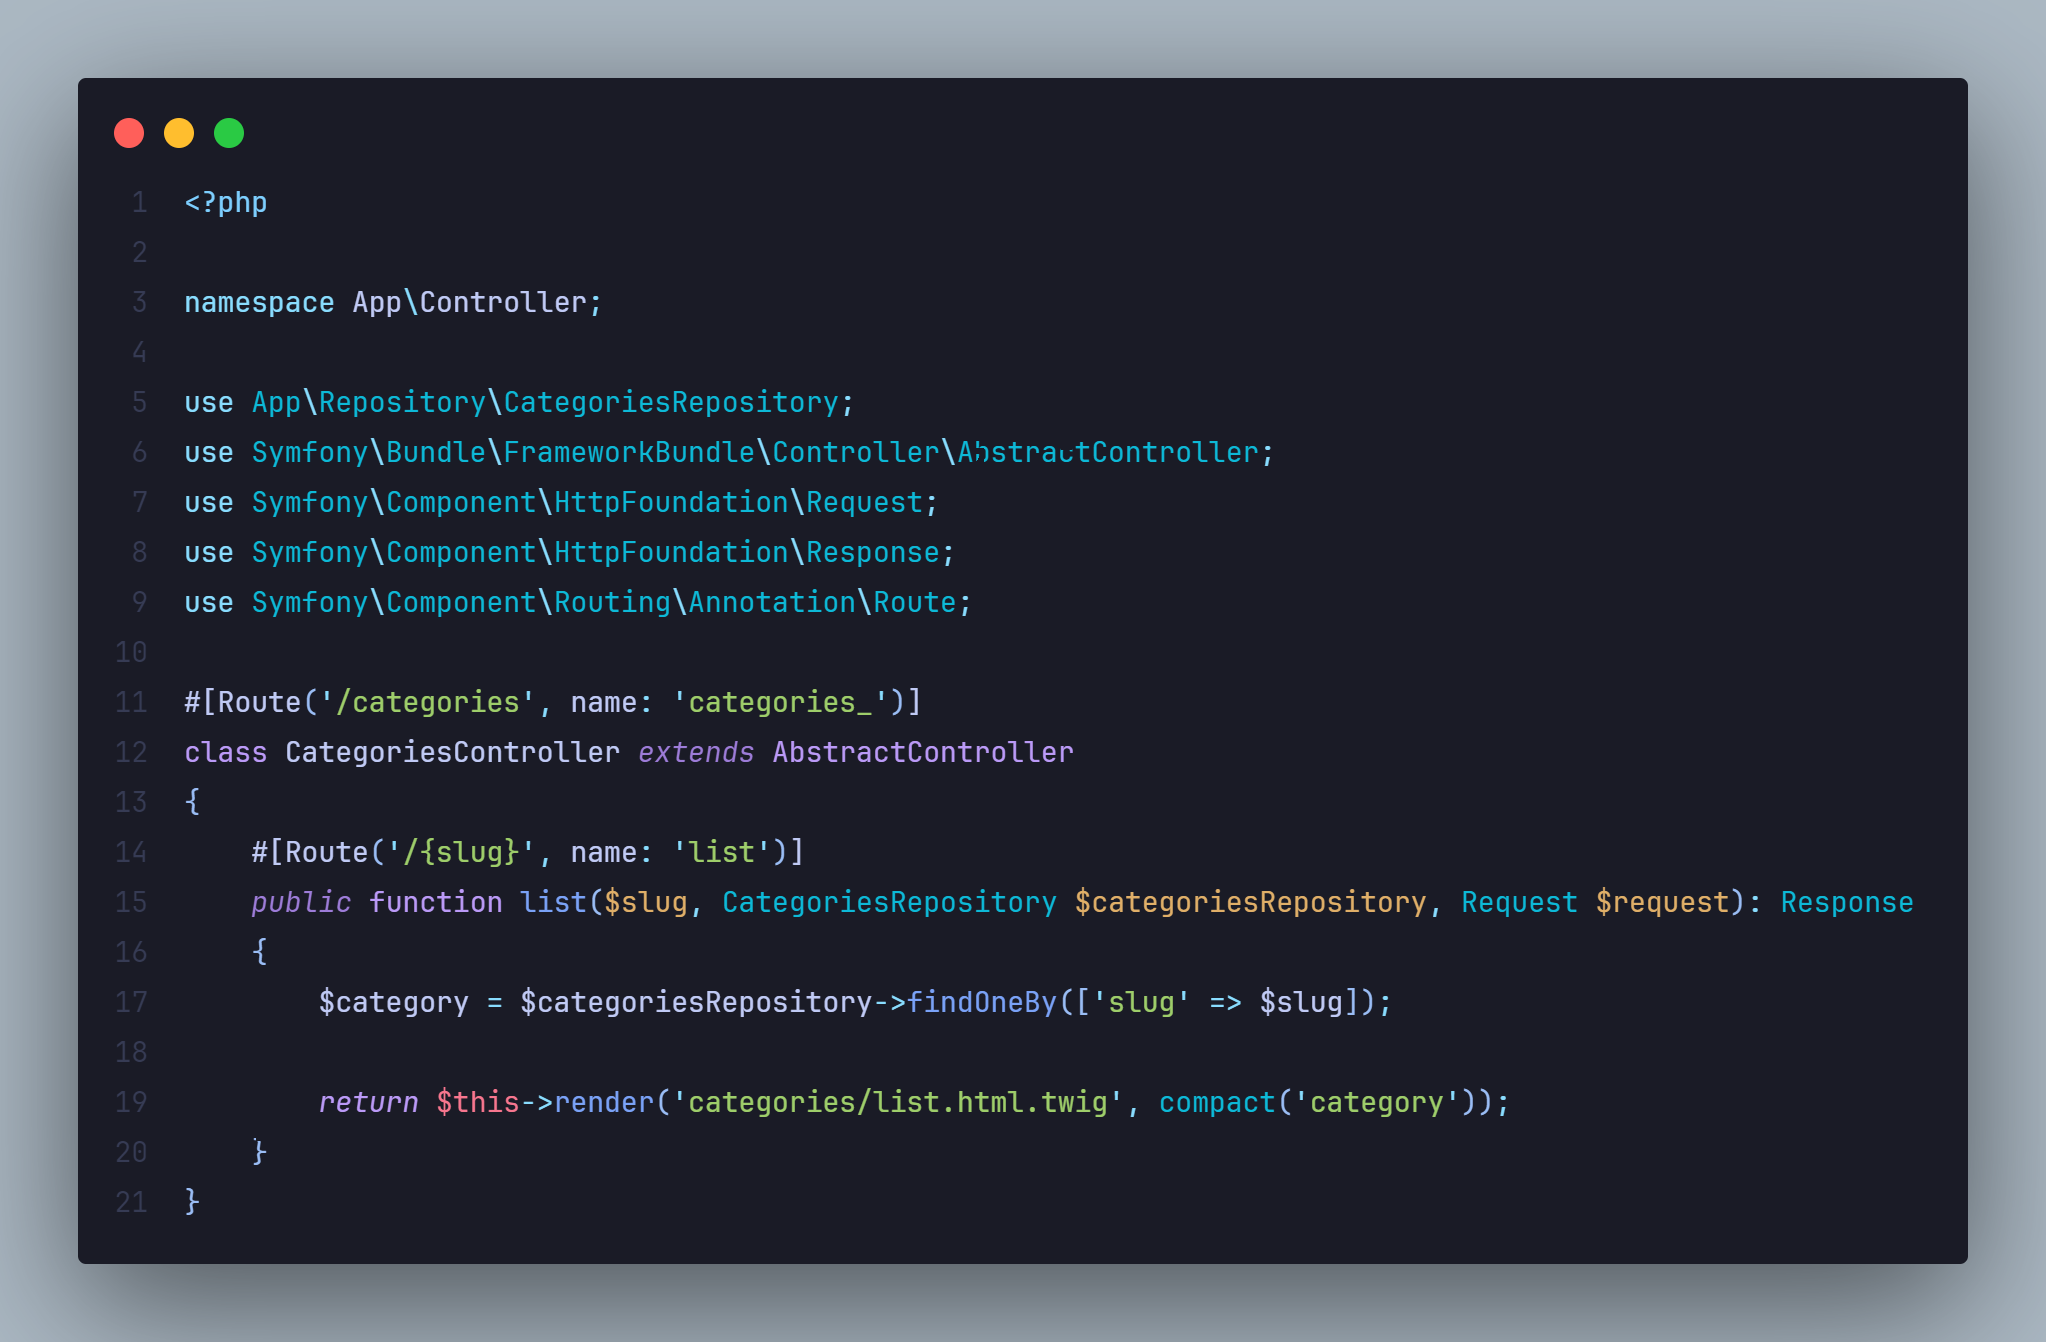 1 <?php
2
3 namespace App\Controller;
4
5 use App\Repository\CategoriesRepository;
6 use Symfony\Bundle\FrameworkBundle\Controller\AbstractController;
7 use Symfony\Component\HttpFoundation\Request;
8 use Symfony\Component\HttpFoundation\Response;
9 use Symfony\Component\Routing\Annotation\Route;
10
11 #[Route('/categories', name: 'categories_')]
12 class CategoriesController extends AbstractController
13 {
14     #[Route('/{slug}', name: 'list')]
15     public function list($slug, CategoriesRepository $categoriesRepository, Request $request): Response
16     {
17         $category = $categoriesRepository->findOneBy(['slug' => $slug]);
18
19         return $this->render('categories/list.html.twig', compact('category'));
20     }
21 }